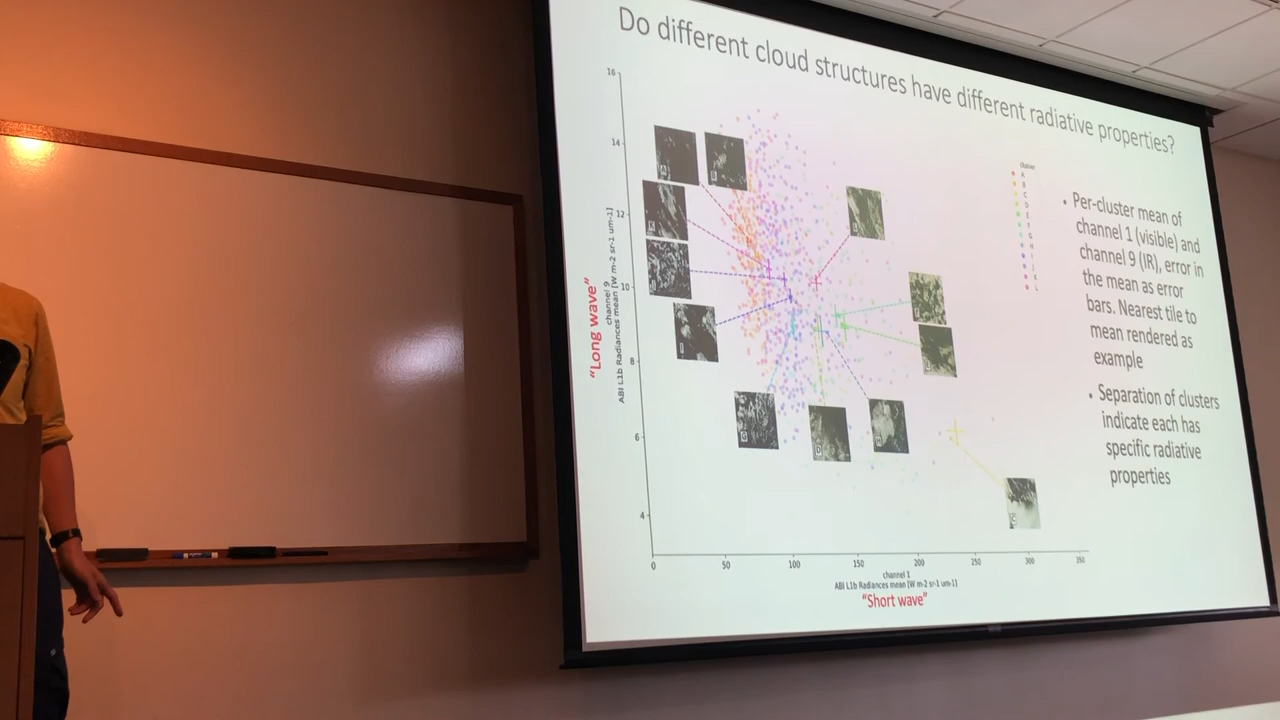 Do different cloud structures have different radiative properties?
16
14
12
10
8
6
4
"Long wave"
channel 9
ABI L1b Radiances mean [W m-2 sr-1 um-1]
0
50
100
150
200
250
300
350
channel 1
ABI L1b Radiances mean [W m-2 sr-1 um-1]
"Short wave"
cluster
• Per-cluster mean of
channel 1 (visible) and
channel 9 (IR), error in
the mean as error
bars. Nearest tile to
mean rendered as
example
• Separation of clusters
indicate each has
specific radiative
properties